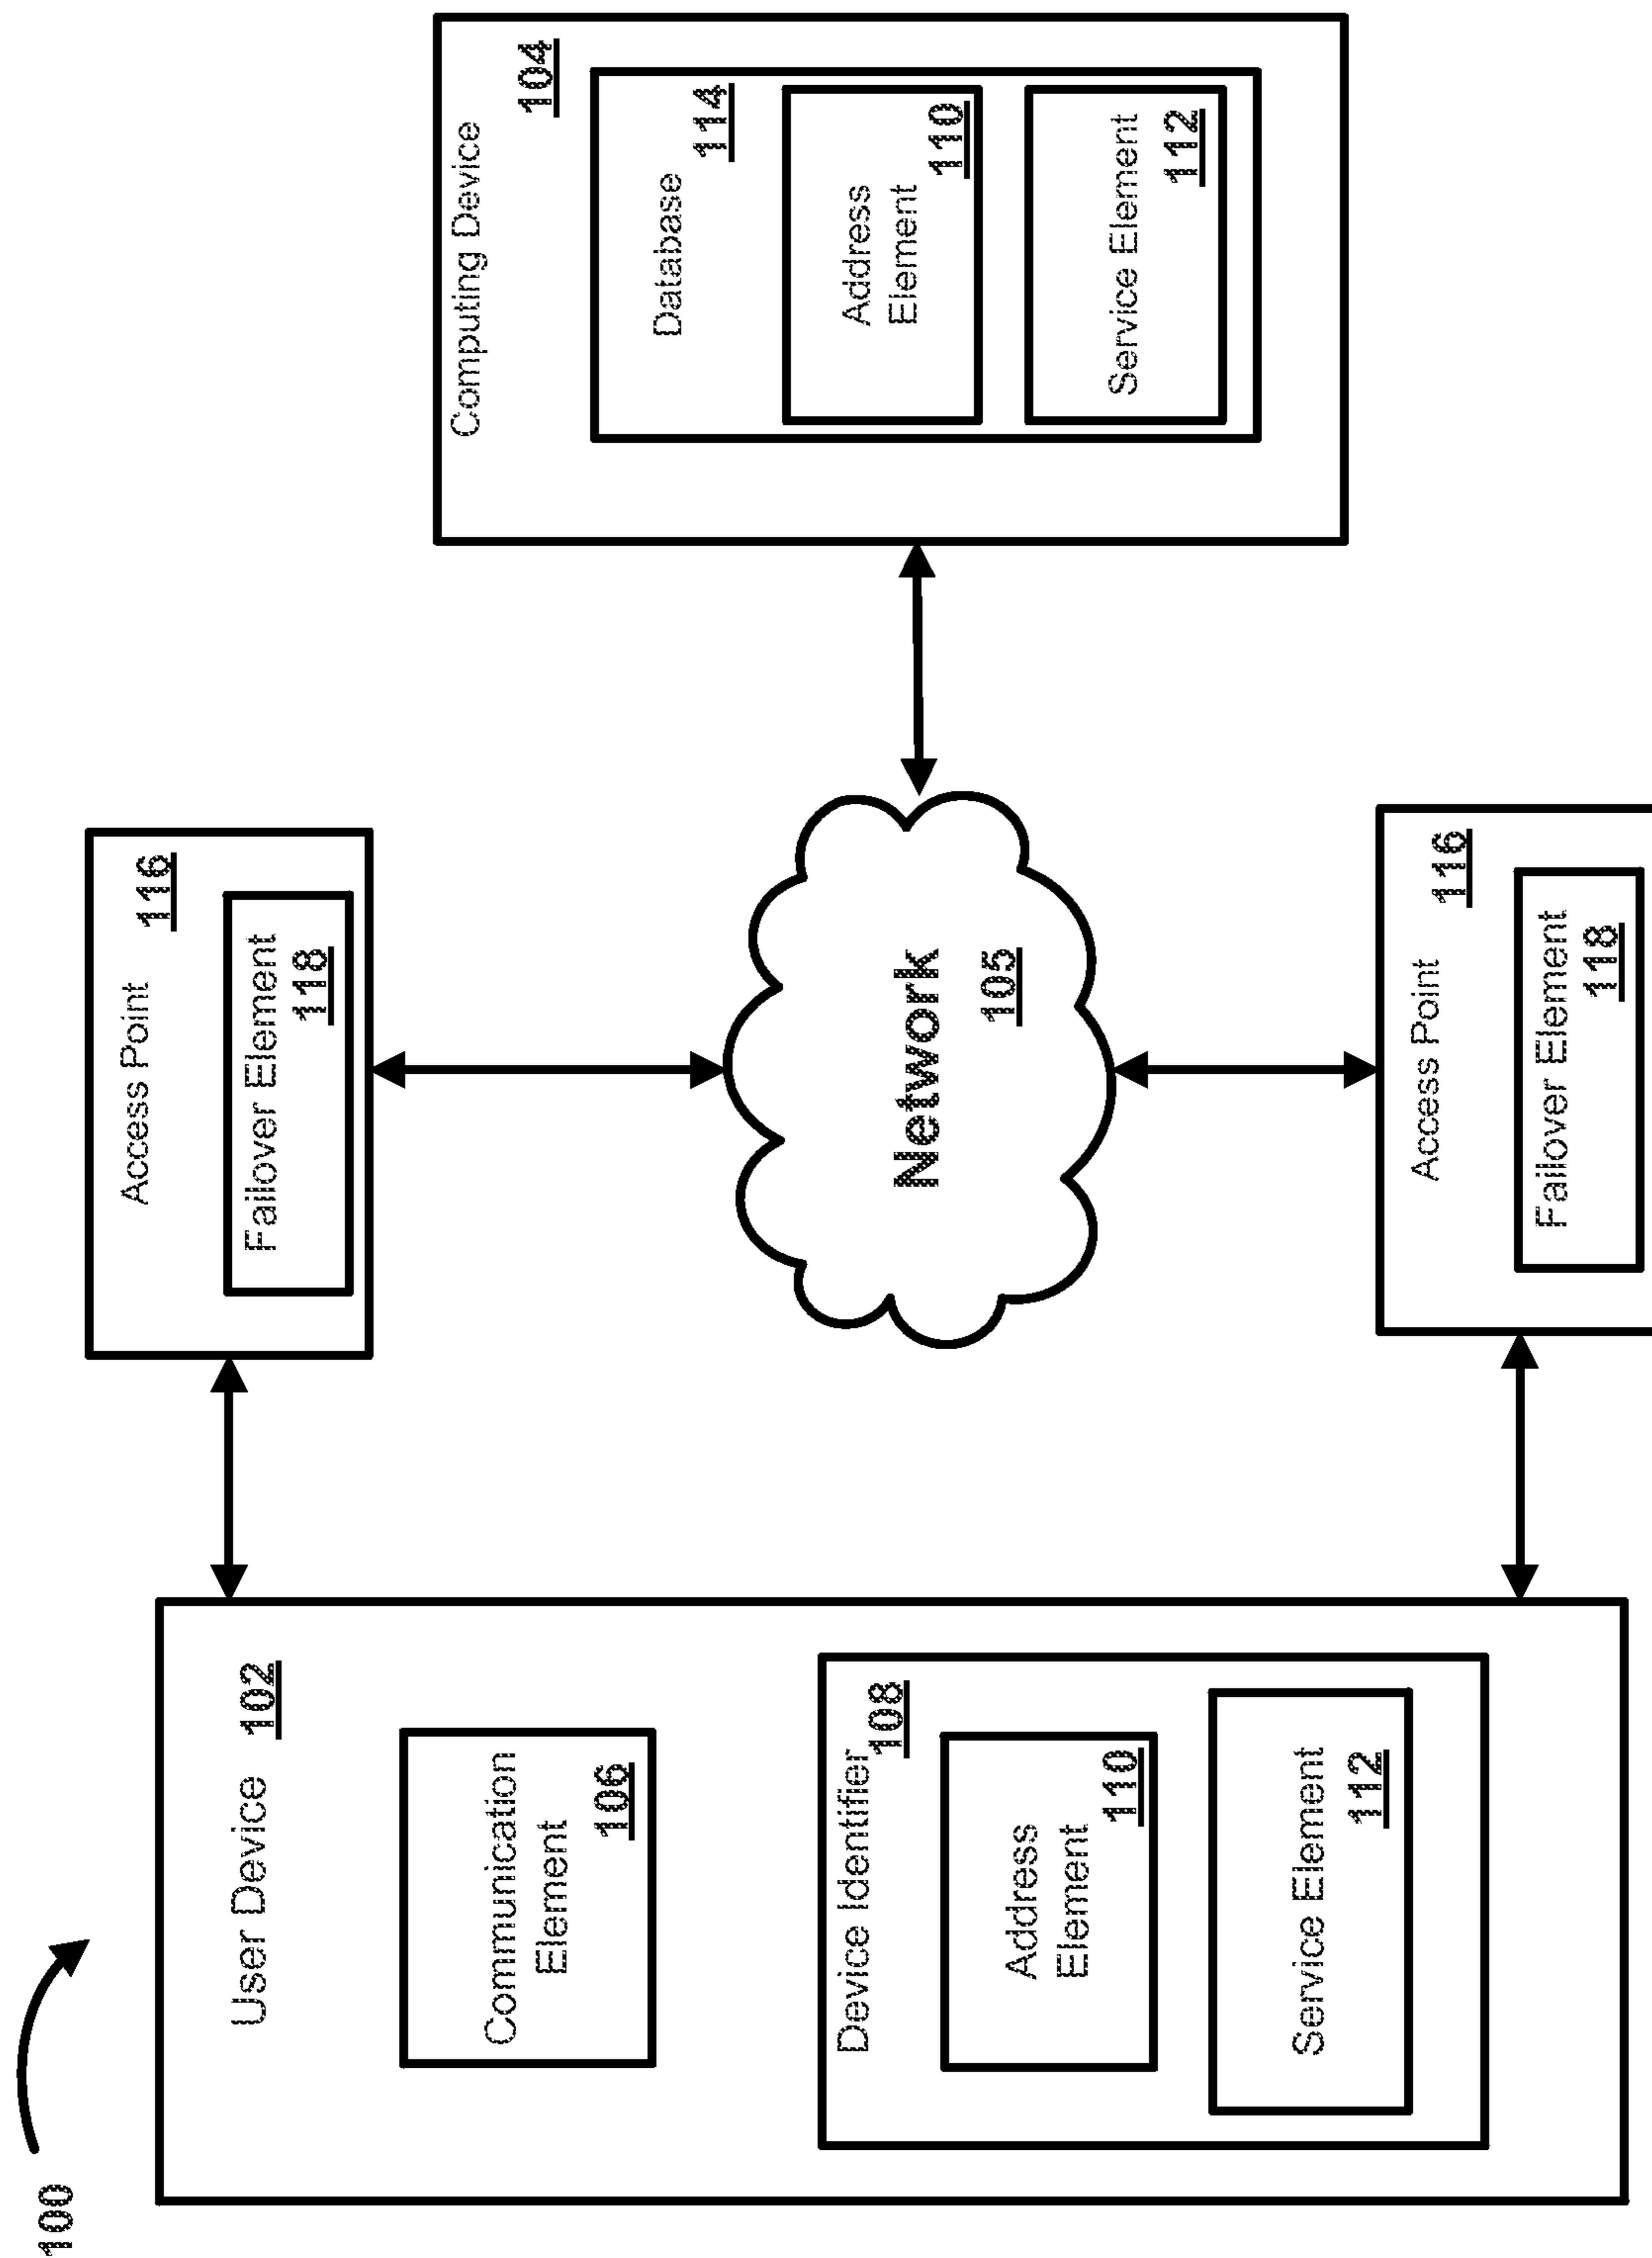 100
User Device 102
Communication
Element
106
Device Identifier 108
Address
Element
110
Service Element
112
Access Point 116
Failover Element
118
Network
105
Access Point 116
Failover Element
118
Computing Device
104
Database
114
Address
Element
110
Service Element
112